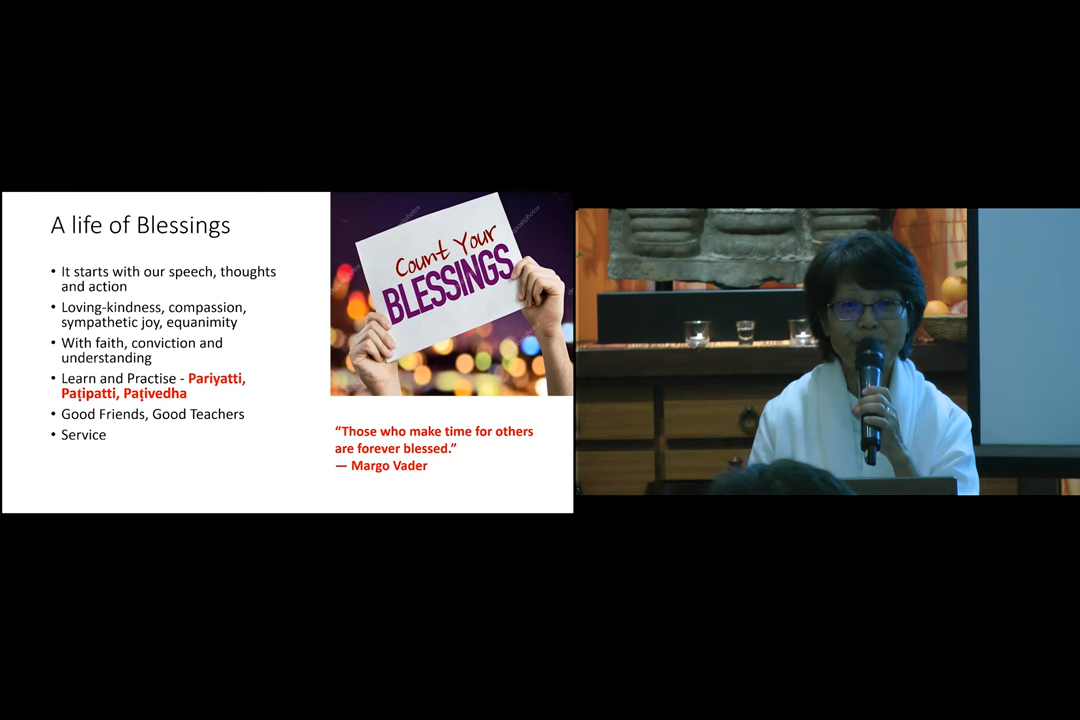 A life of Blessings
• It starts with our speech, thoughts
and action
• Loving-kindness, compassion,
sympathetic joy, equanimity
• With faith, conviction and
understanding
• Learn and Practise - Pariyatti,
Paṭipatti, Paṭivedha
• Good Friends, Good Teachers
• Service
Count Your
BLESSINGS
“Those who make time for others
are forever blessed.”
— Margo Vader